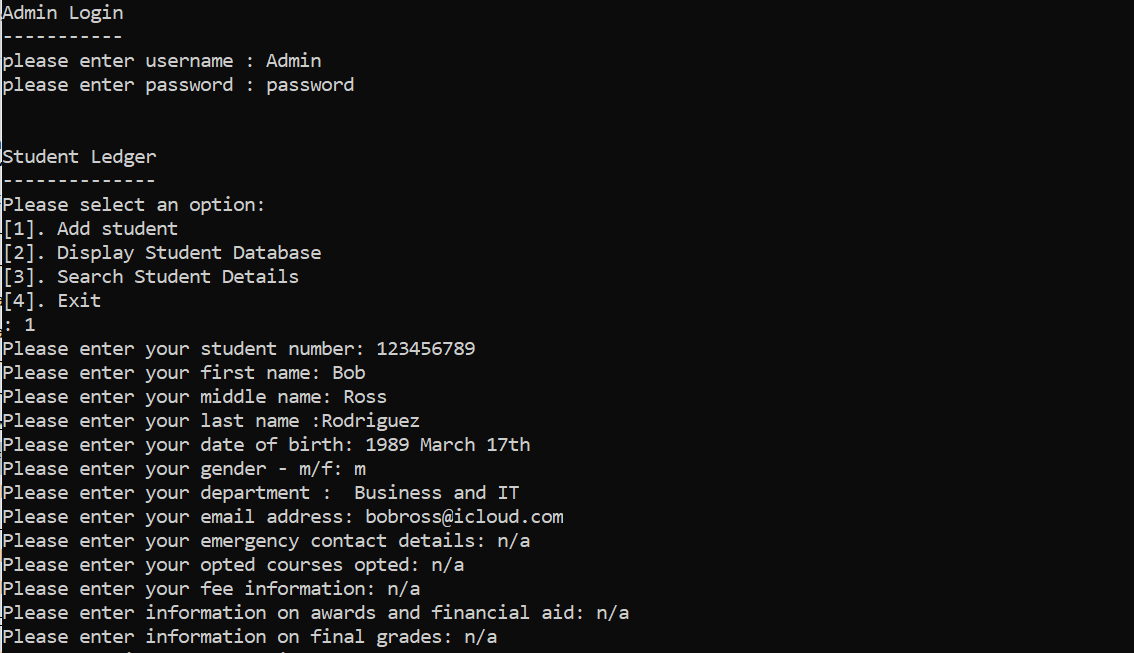 Admin Login
-----------
please enter username : Admin
please enter password : password
Student Ledger
--------------
Please select an option:
[1]. Add student
[2]. Display Student Database
[3]. Search Student Details
[4]. Exit
: 1
Please enter your student number: 123456789
Please enter your first name: Bob
Please enter your middle name: Ross
Please enter your last name :Rodriguez
Please enter your date of birth: 1989 March 17th
Please enter your gender - m/f: m
Please enter your department :  Business and IT
Please enter your email address: bobross@icloud.com
Please enter your emergency contact details: n/a
Please enter your opted courses opted: n/a
Please enter your fee information: n/a
Please enter information on awards and financial aid: n/a
Please enter information on final grades: n/a